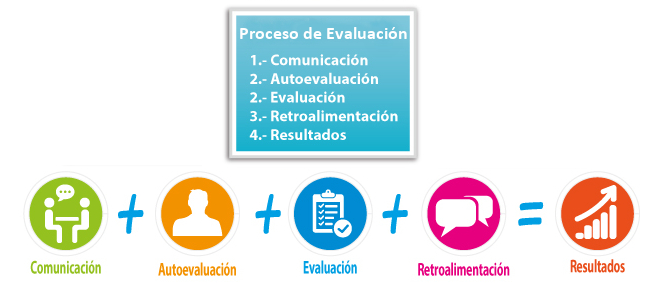 Proceso de Evaluación
1.- Comunicación
2.- Autoevaluación
2.- Evaluación
3.- Retroalimentación
4.- Resultados
Comunicación
Autoevaluación
Evaluación
Retroalimentación
Resultados